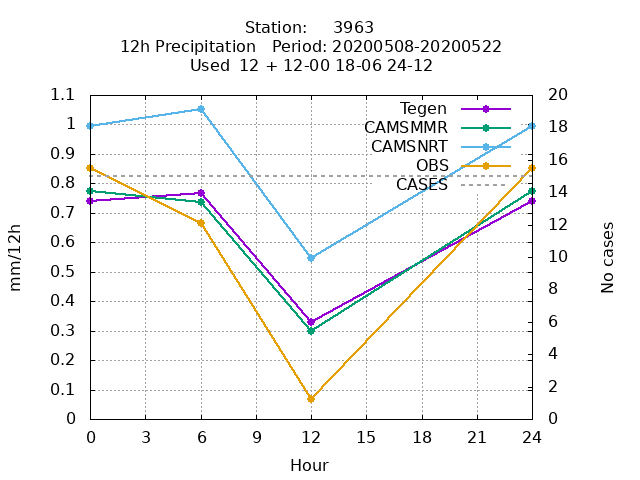 Station: 3963
12h Precipitation Period: 20200508-20200522
Used 12 + 12-00 18-06 24-12
1.1
1
0.9
0.8
0.7
0.6
0.5
0.4
0.3
0.2
0.1
0
mm/12h
Tegen
CAMSMMR
CAMSNRT
OBS
CASES
20
18
16
14
12
10
8
6
4
2
0
No cases
0 3 6 9 12 15 18 21 24
Hour